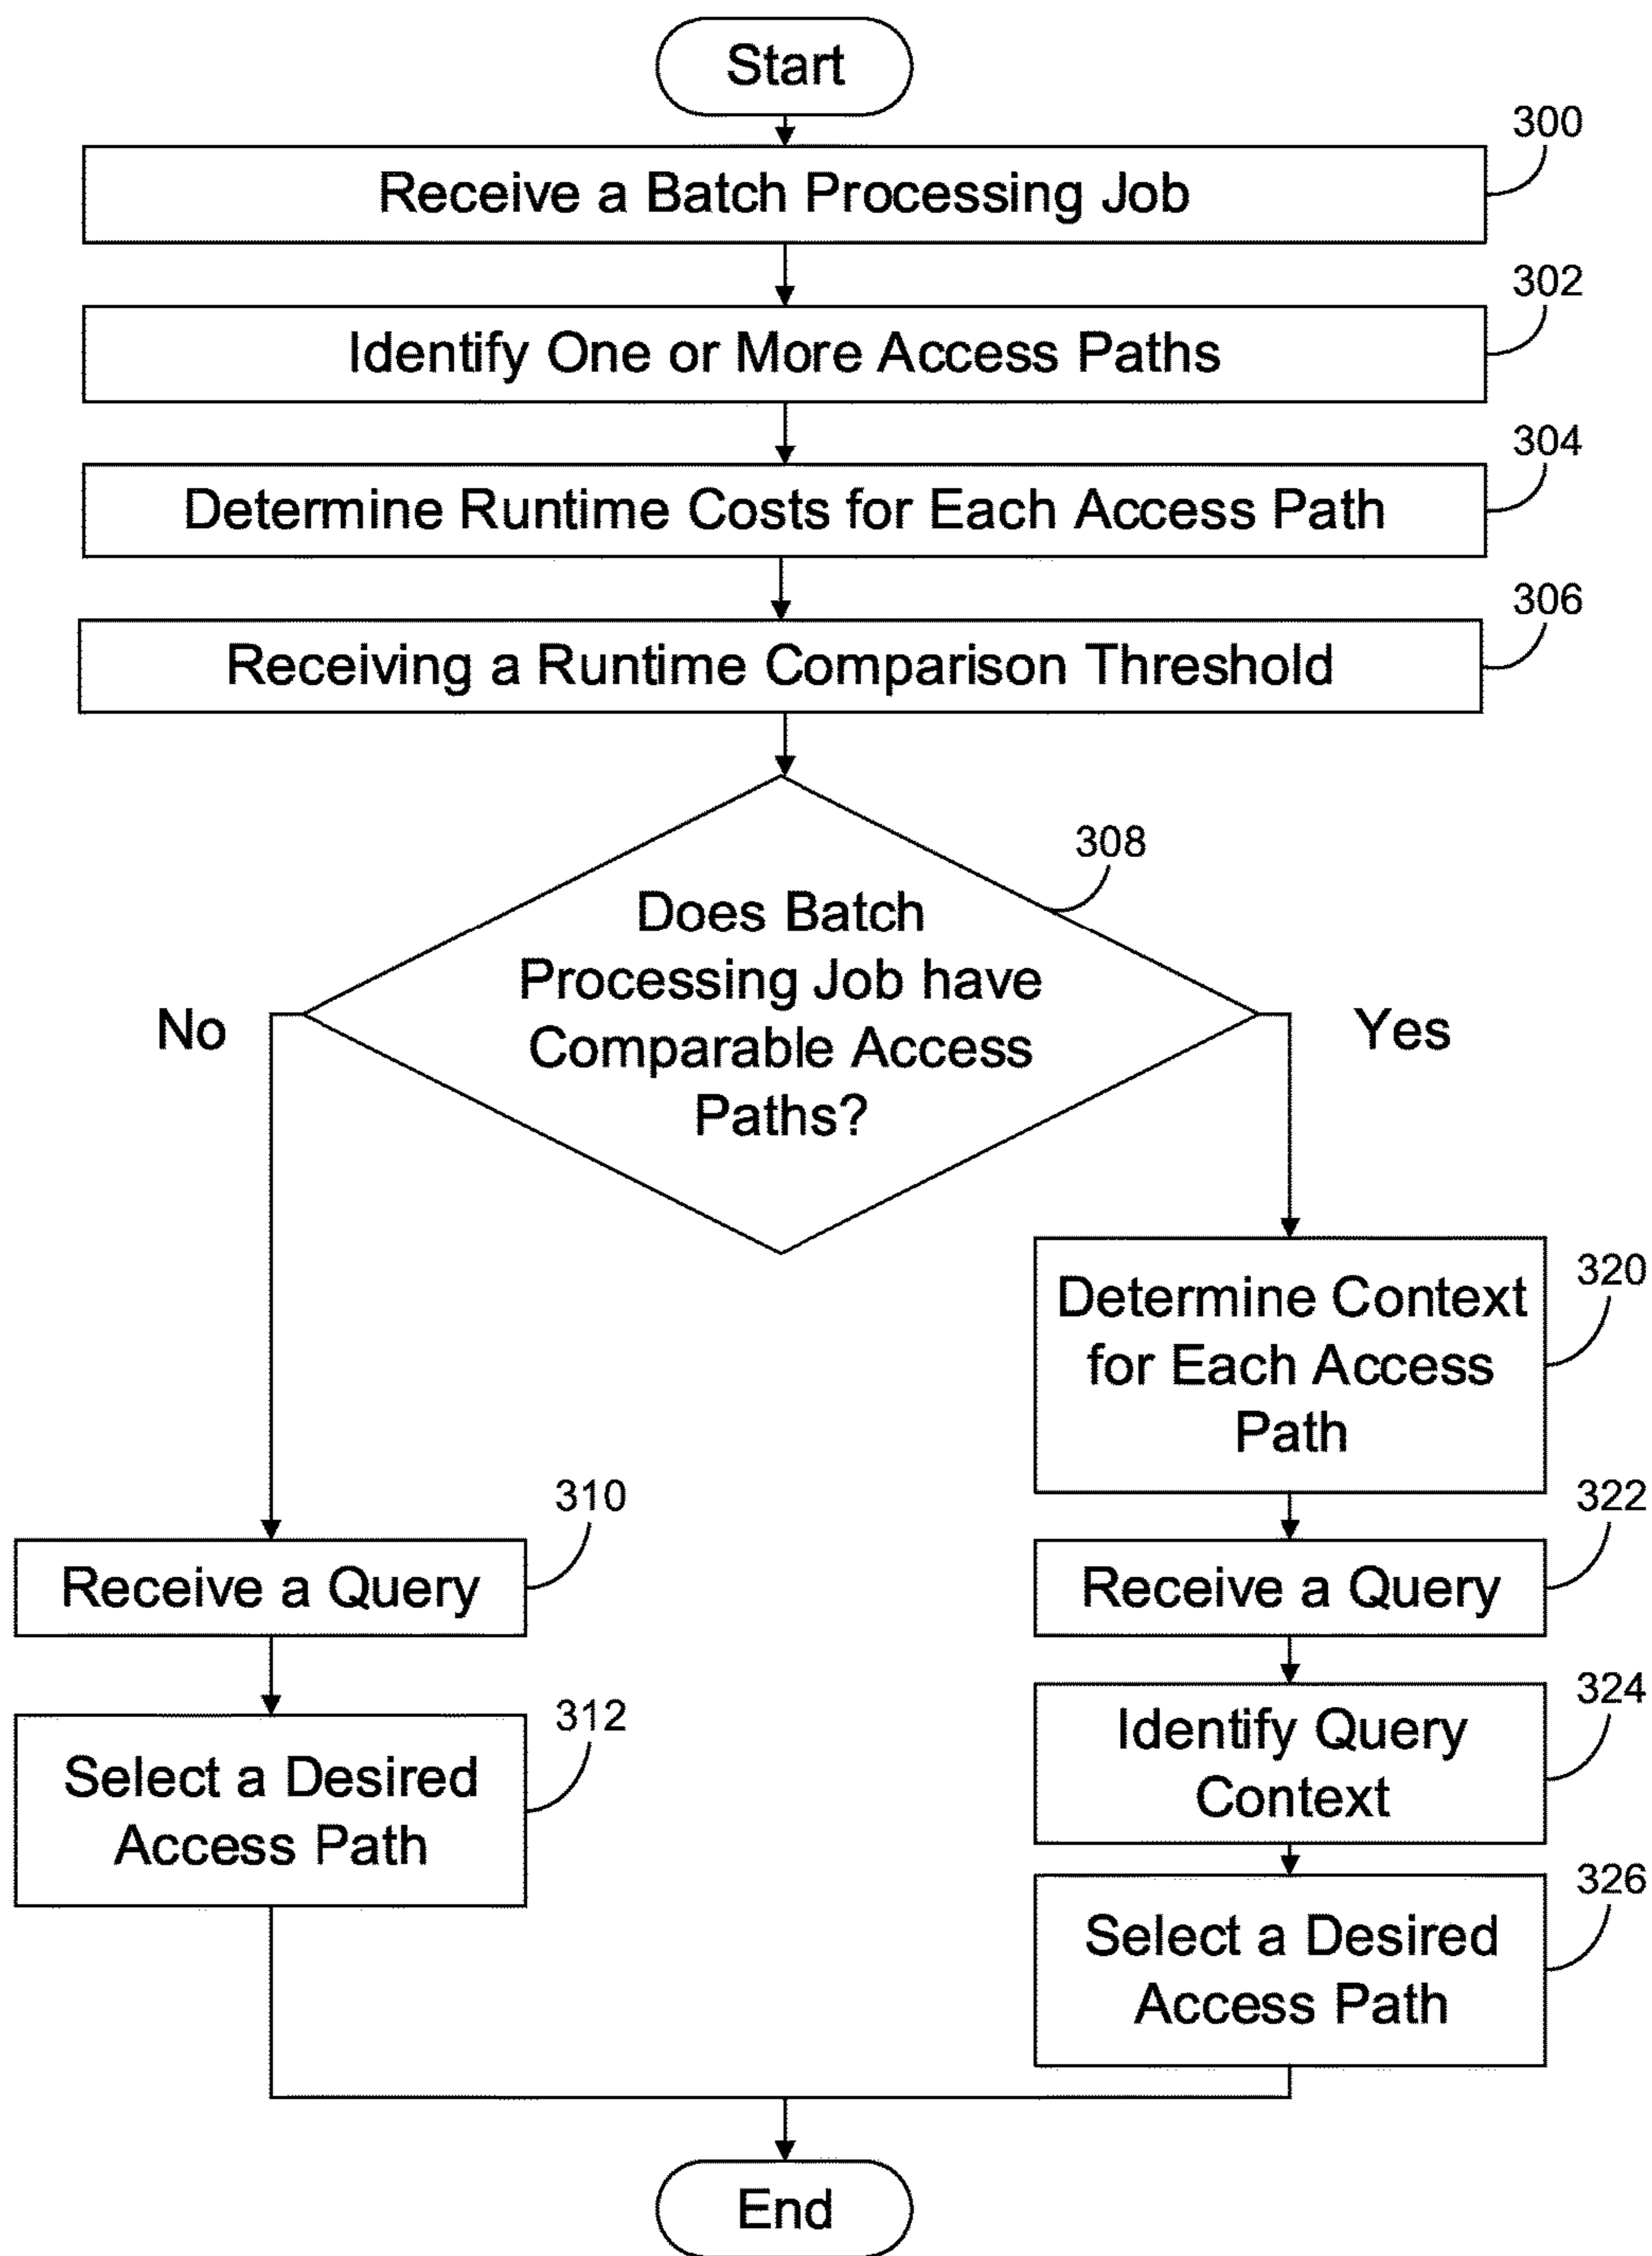 Start
300
Receive a Batch Processing Job
302
Identify One or More Access Paths
304
Determine Runtime Costs for Each Access Path
306
Receiving a Runtime Comparison Threshold
308
Does Batch
Processing Job have
Comparable Access
Paths?
No
Yes
310
Receive a Query
312
Select a Desired
Access Path
320
Determine Context
for Each Access
Path
322
Receive a Query
324
Identify Query
Context
326
Select a Desired
Access Path
End